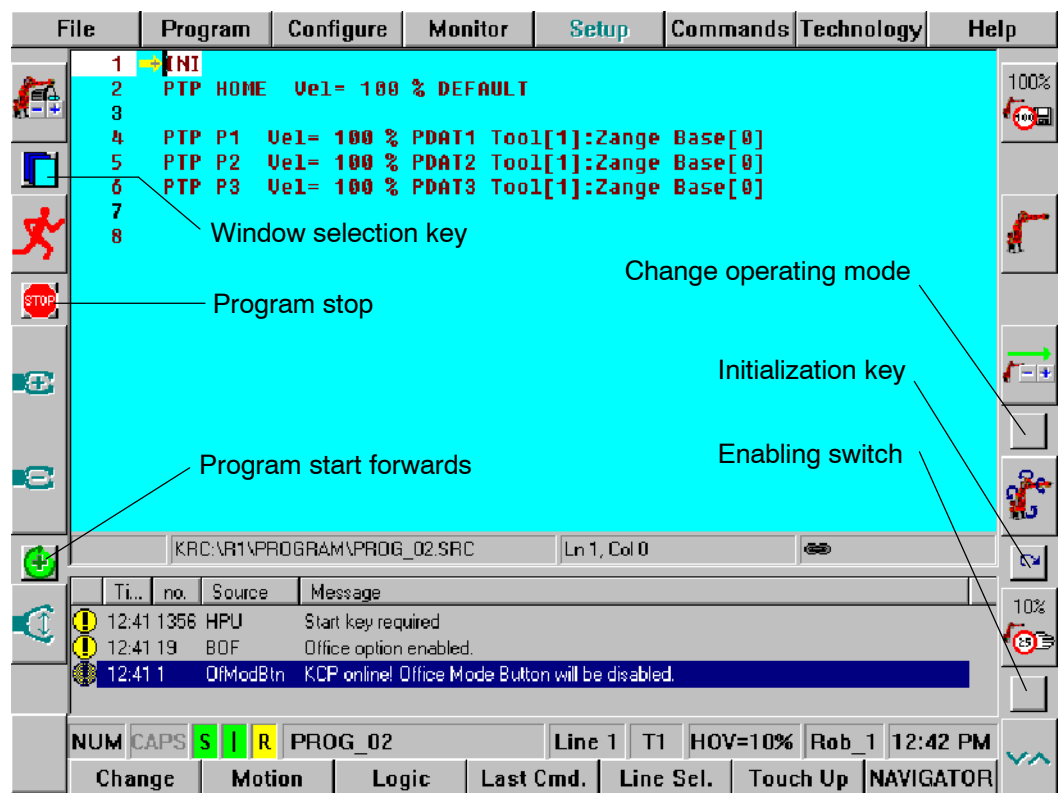 File Program Configure Monitor Setup Commands Technology Help
1 INI
2 PTP HOME Vel= 100 % DEFAULT
3
4 PTP P1 Vel= 100 % PDAT1 Tool[1]:Zange Base[0]
5 PTP P2 Vel= 100 % PDAT2 Tool[1]:Zange Base[0]
6 PTP P3 Vel= 100 % PDAT3 Tool[1]:Zange Base[0]
7
8
100%
100
Window selection key
Change operating mode
STOP
Program stop
Initialization key
Enabling switch
Program start forwards
KRC:\R1\PROGRAM\PROG_02.SRC Ln 1, Col 0
Ti... no. Source Message
12:41 1356 HPU Start key required
12:41 19 BOF Office option enabled.
12:41 1 OfModBtn KCP online! Office Mode Button will be disabled.
10%
25
NUM CAPS S I R PROG_02 Line 1 T1 HOV=10% Rob_1 12:42 PM
Change Motion Logic Last Cmd. Line Sel. Touch Up NAVIGATOR